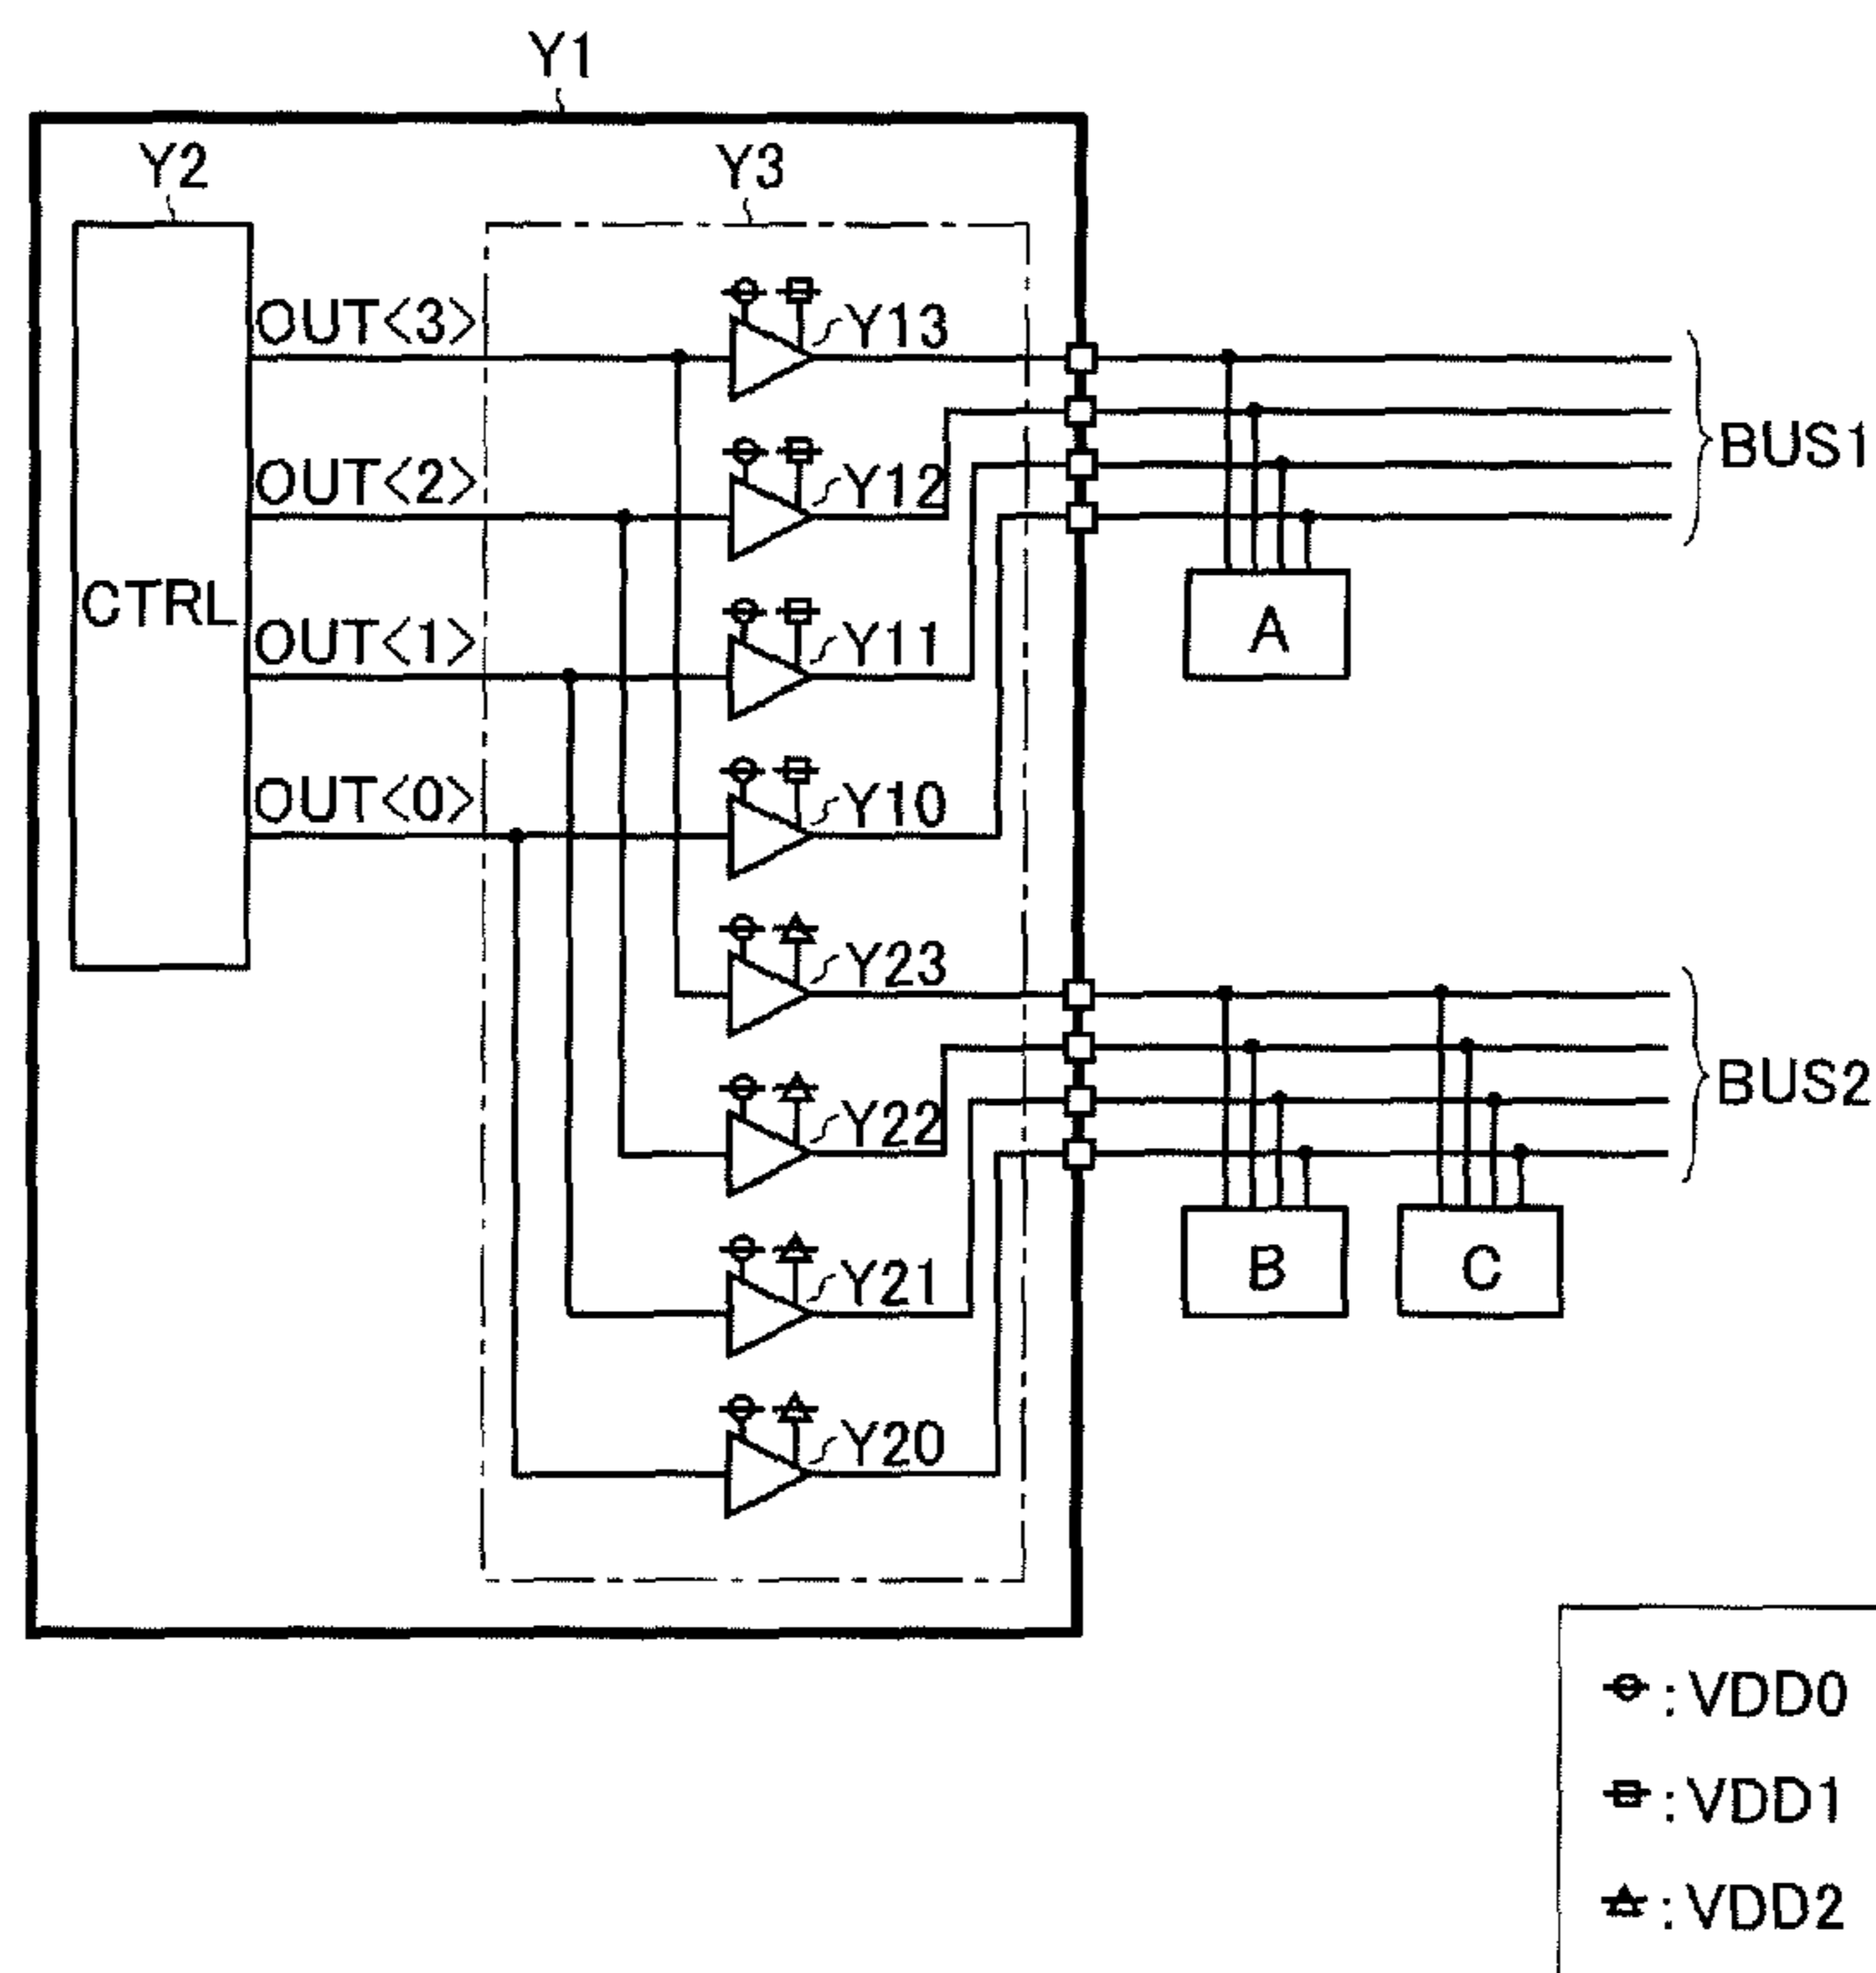 Y1
Y2
Y3
CTRL
OUT<3>
Y13
OUT<2>
Y12
BUS1
OUT<1>
Y11
A
OUT<0>
Y10
Y23
Y22
BUS2
Y21
B
C
Y20
:VDD0
:VDD1
:VDD2